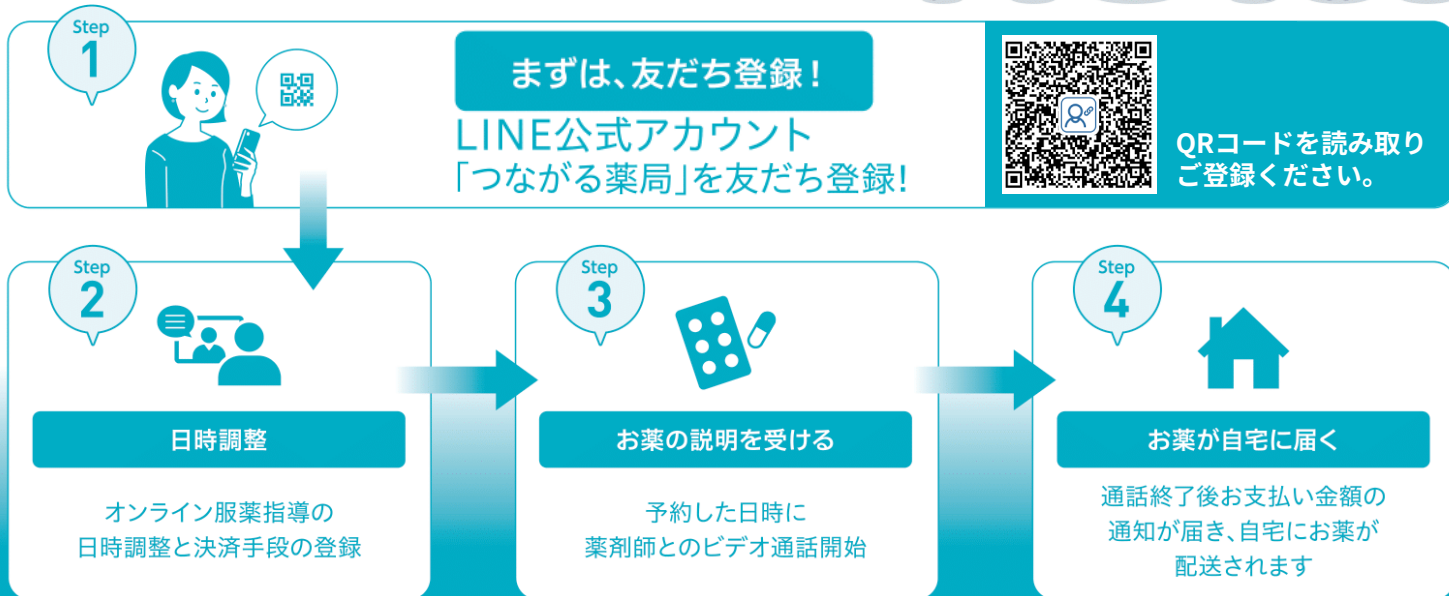 Step
1
まずは、友だち登録！
LINE公式アカウント
「つながる薬局」を友だち登録！
QRコードを読み取り
ご登録ください。
Step
2
日時調整
オンライン服薬指導の
日時調整と決済手段の登録
Step
3
お薬の説明を受ける
予約した日時に
薬剤師とのビデオ通話開始
Step
4
お薬が自宅に届く
通話終了後お支払い金額の
通知が届き、自宅にお薬が
配送されます